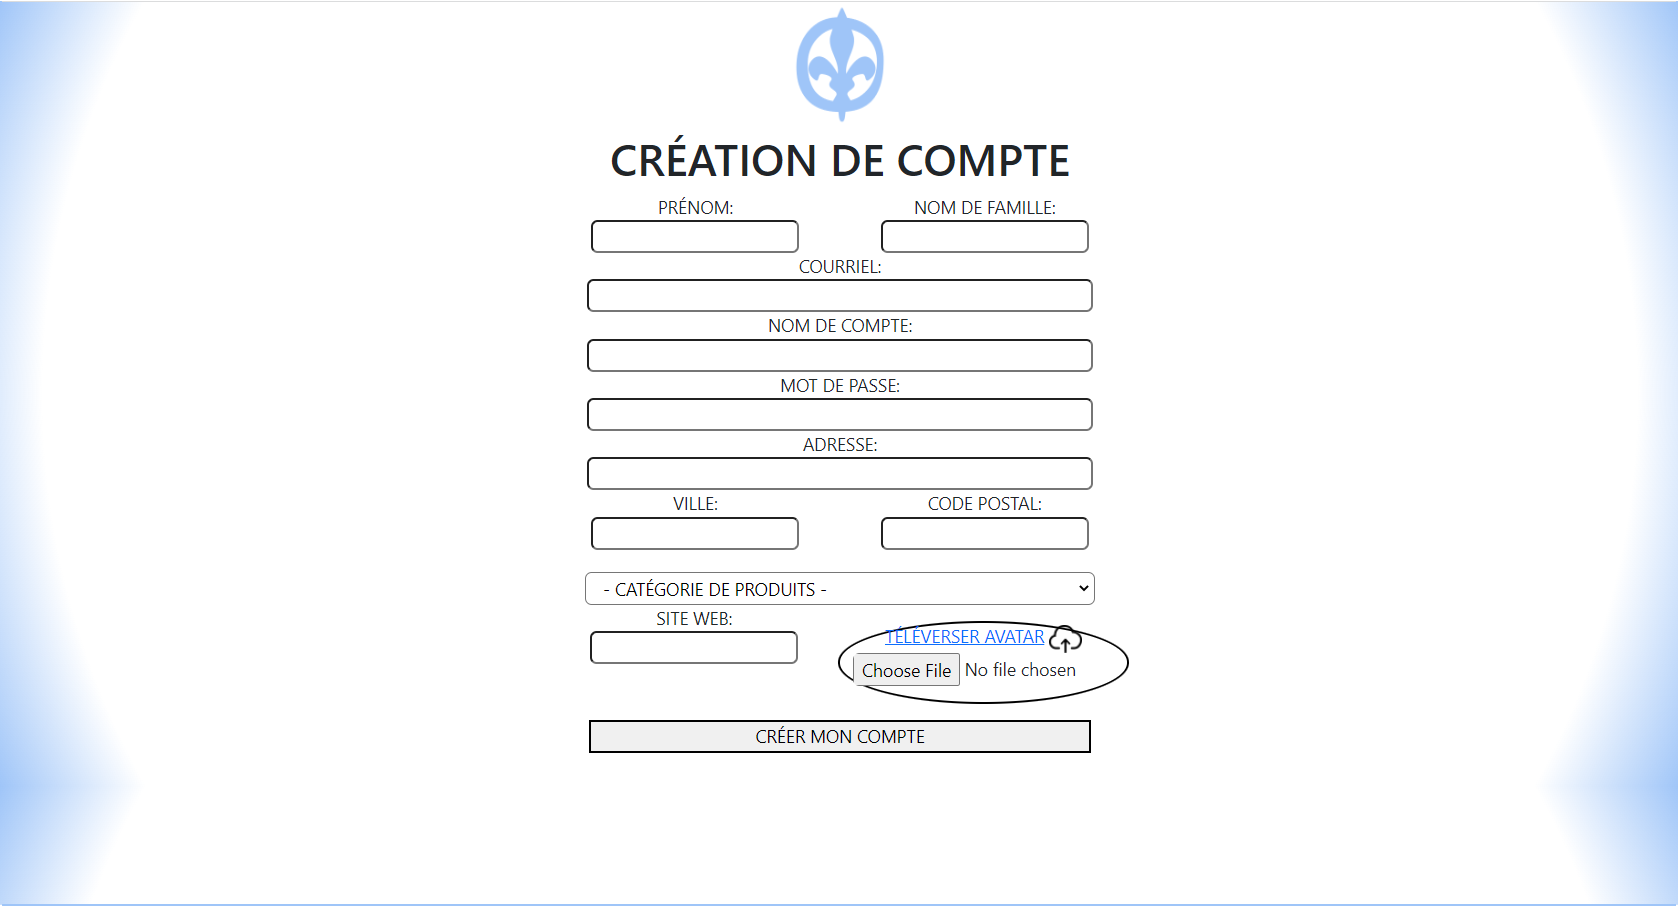 CRÉATION DE COMPTE
PRÉNOM: NOM DE FAMILLE:
COURRIEL:
NOM DE COMPTE:
MOT DE PASSE:
ADRESSE:
VILLE: CODE POSTAL:
- CATÉGORIE DE PRODUITS -
SITE WEB:
TÉLÉVERSER AVATAR
Choose File No file chosen
CRÉER MON COMPTE